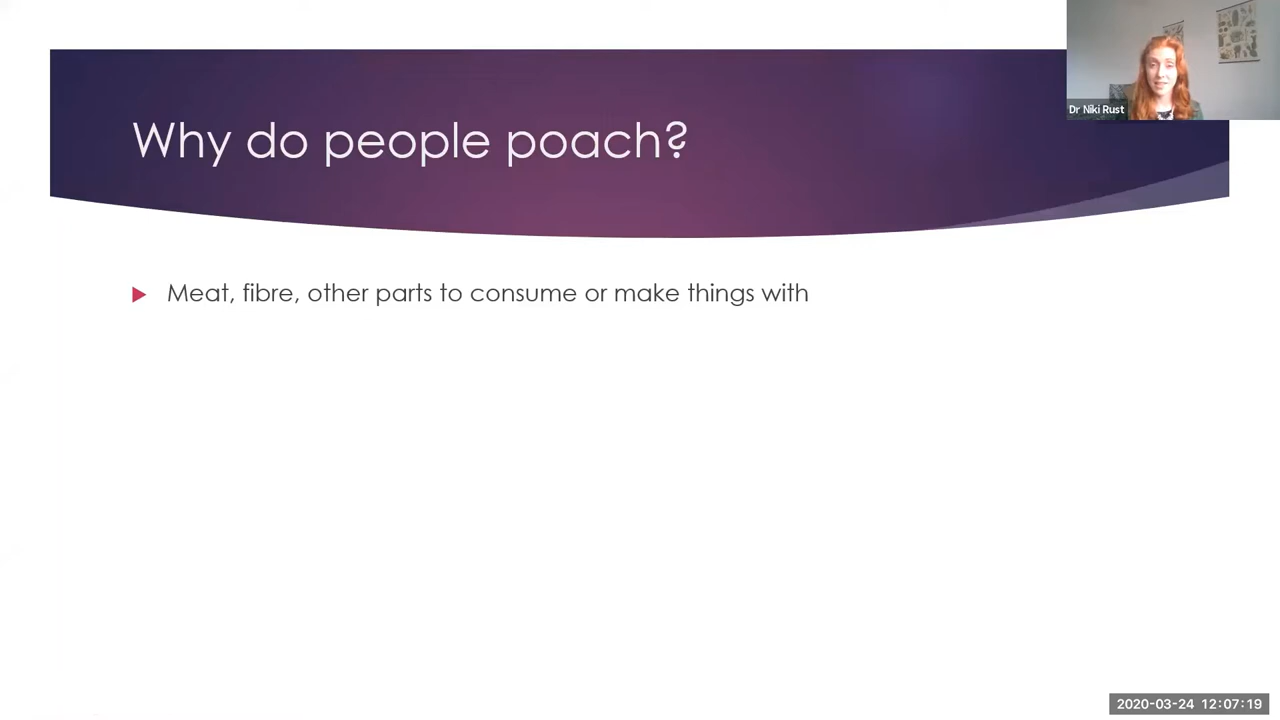 Dr Niki Rust
Why do people poach?
Meat, fibre, other parts to consume or make things with
2020-03-24 12:07:19